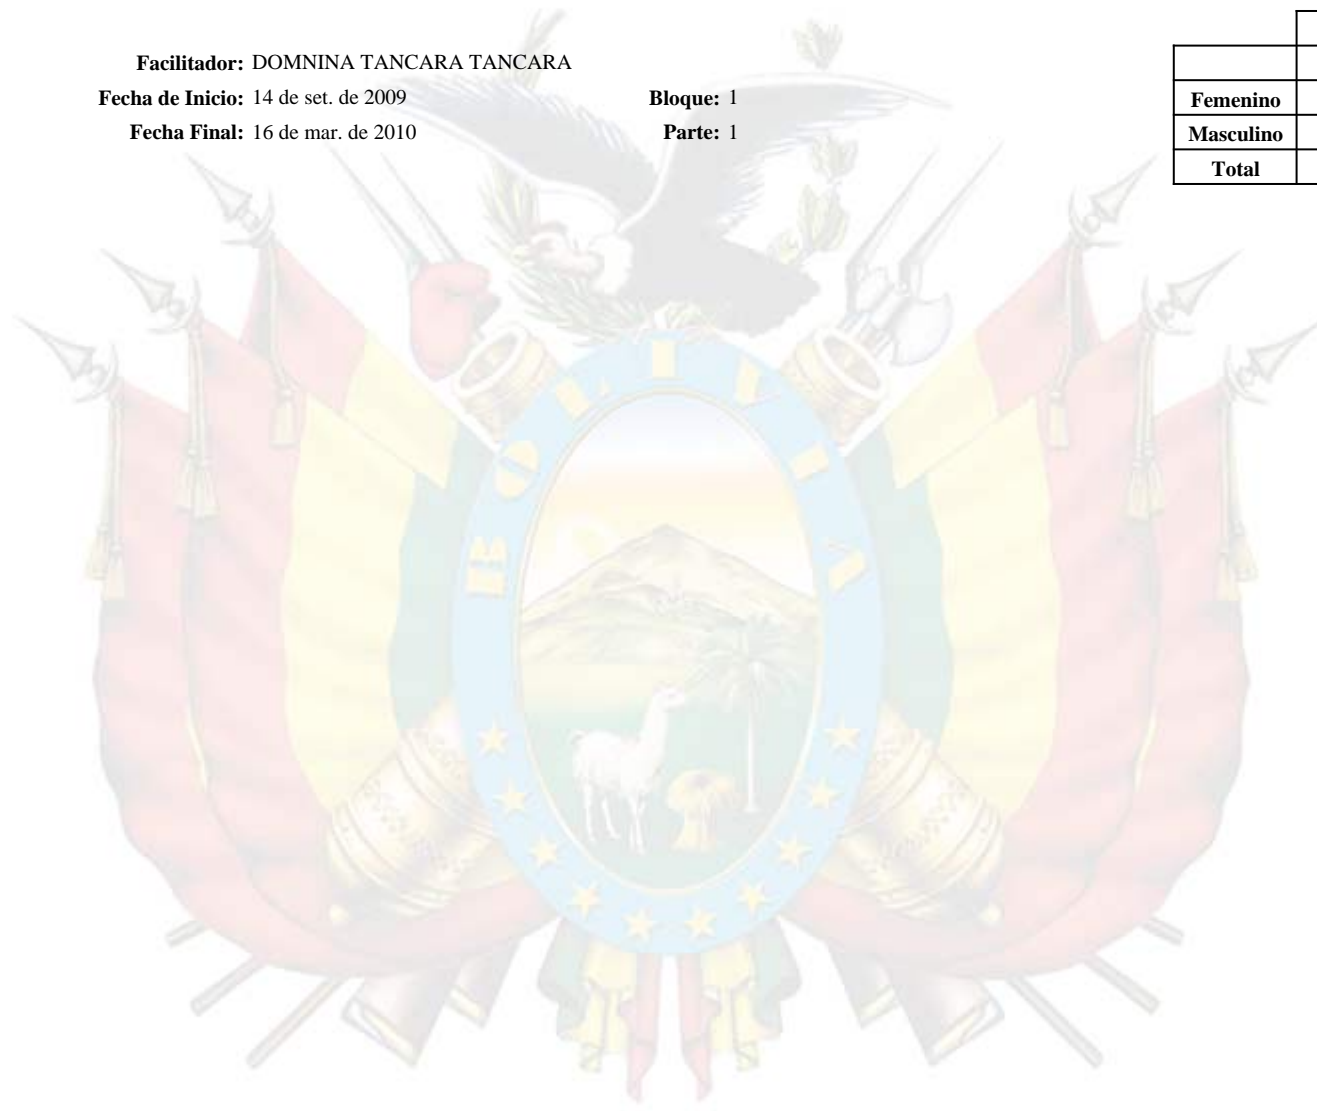 Facilitador: DOMNINA TANCARA TANCARA
Fecha de Inicio: 14 de set. de 2009 Bloque: 1
Fecha Final: 16 de mar. de 2010 Parte: 1
Femenino
Masculino
Total
BOLIVIA